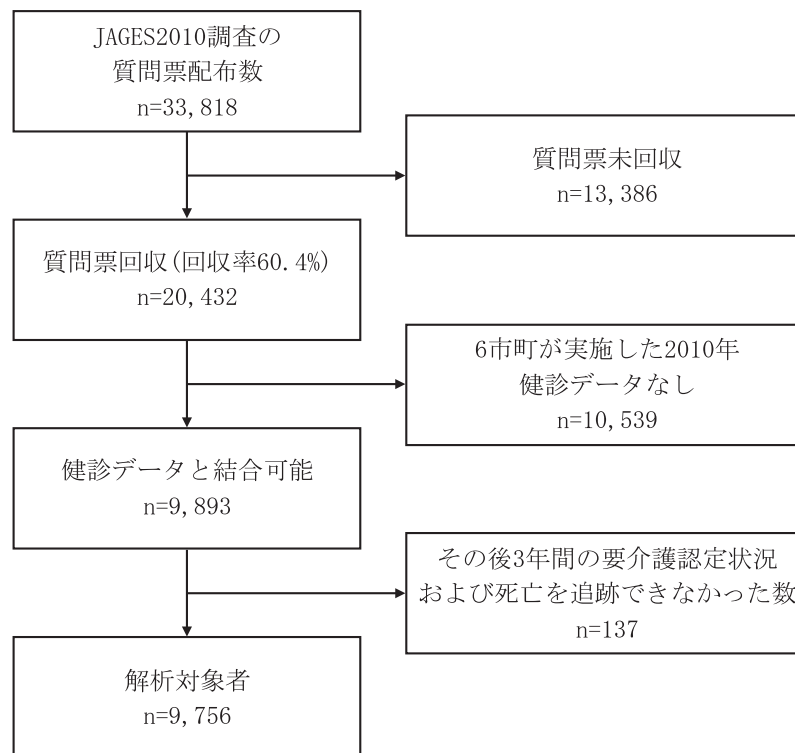 JAGES2010調査の
質問票配布数
n=33,818
質問票未回収
n=13,386
質問票回収(回収率60.4%)
n=20,432
6市町が実施した2010年
健診データなし
n=10,539
健診データと結合可能
n=9,893
その後3年間の要介護認定状況
および死亡を追跡できなかった数
n=137
解析対象者
n=9,756